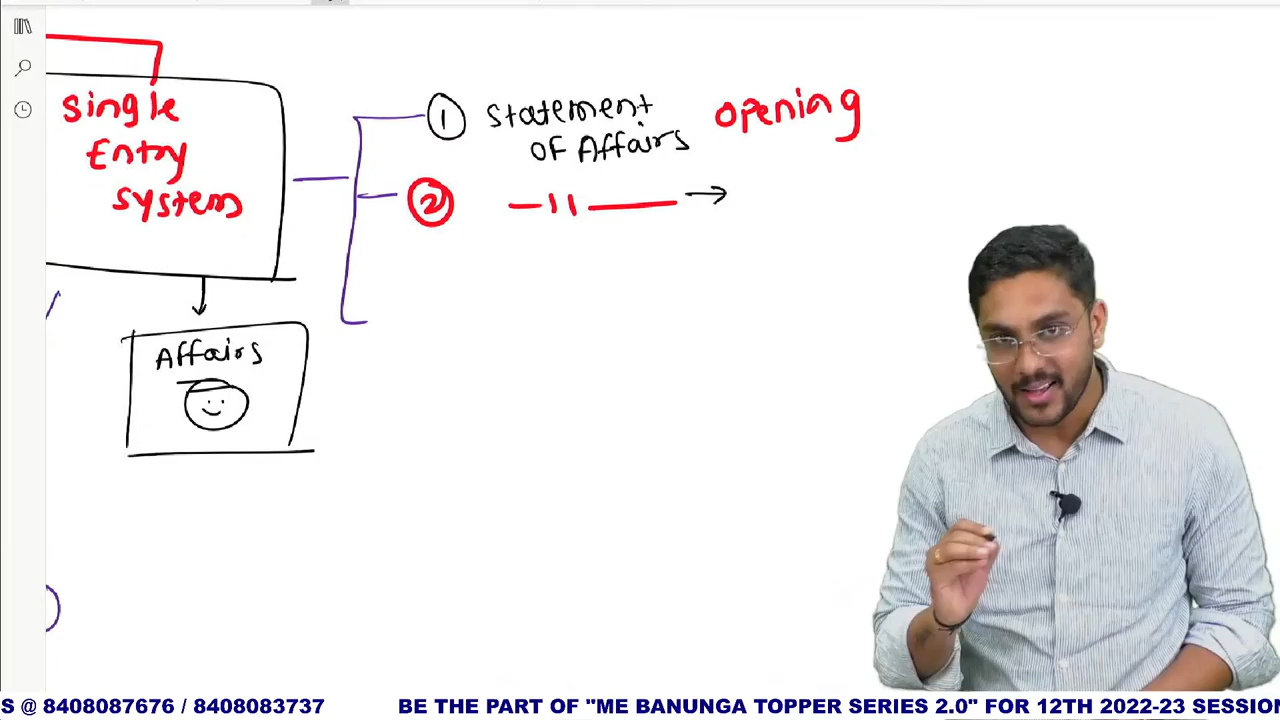 Single
Entry
system
① Statement
OF Affairs
opening
② —11—— →
Affairs
S @ 8408087676 / 8408083737
BE THE PART OF "ME BANUNGA TOPPER SERIES 2.0" FOR 12TH 2022-23 SESSION